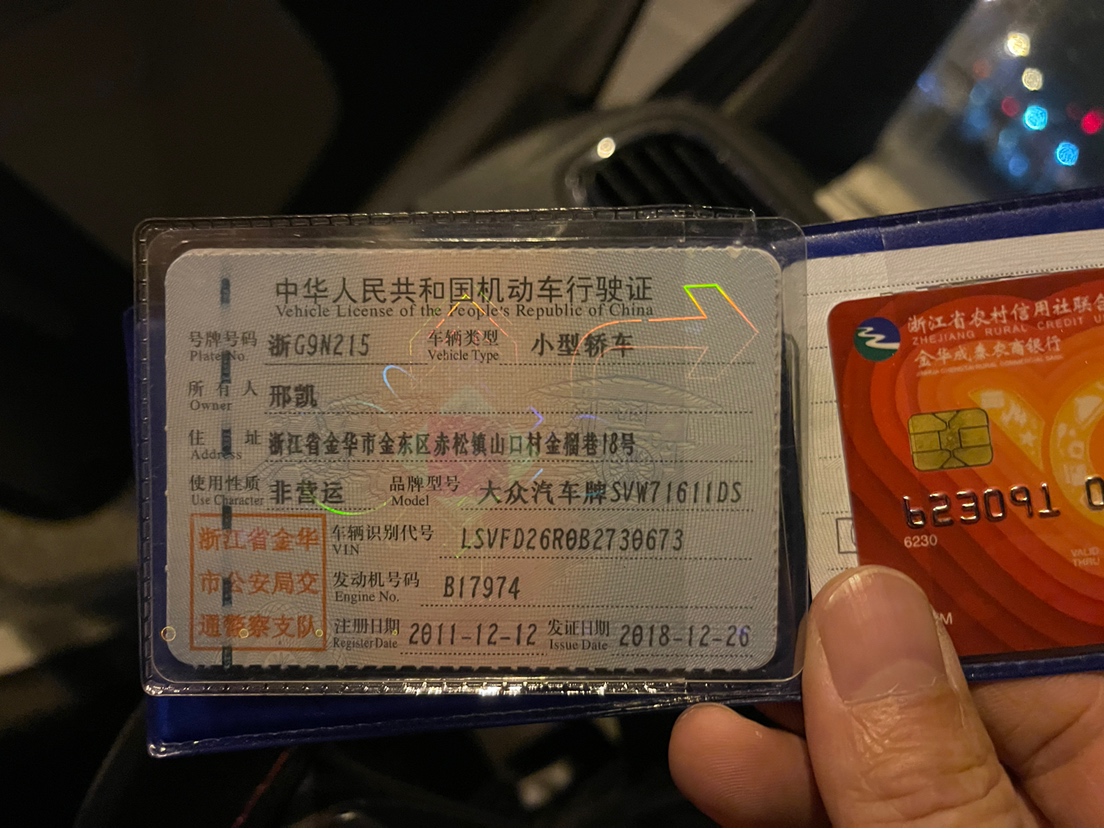 中华人民共和国机动车行驶证
Vehicle License of the People's Republic of China
号牌号码 浙G9N215 车辆类型 小型轿车
Plate No. Vehicle Type
所有人 邢凯
Owner
住址 浙江省金华市金东区赤松镇山口村金榴巷18号
Address
使用性质 非营运 品牌型号 大众汽车牌SVW71611DS
Use Character Model
浙江省金华
市公安局交
通警察支队
车辆识别代号 LSVFD26R0B2730673
VIN
发动机号码 B17974
Engine No.
注册日期 2011-12-12 发证日期 2018-12-26
Register Date Issue Date
浙江省农村信用社联合
ZHEJIANG RURAL CREDIT U
金华成泰农商银行
623091 0
6230
VALID
THRU